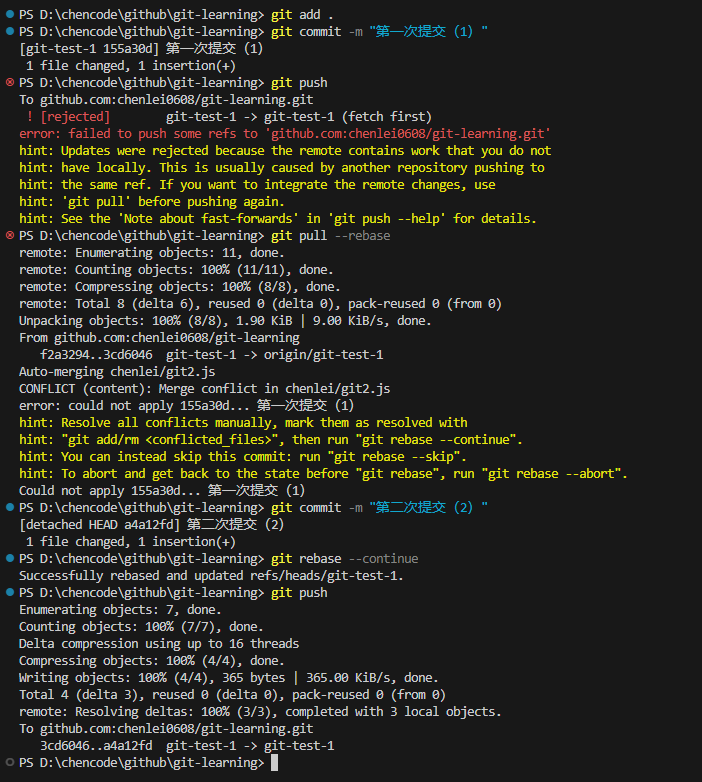 PS D:\chencode\github\git-learning> git add .
PS D:\chencode\github\git-learning> git commit -m "第一次提交（1）"
[git-test-1 155a30d] 第一次提交（1）
 1 file changed, 1 insertion(+)
PS D:\chencode\github\git-learning> git push
To github.com:chenlei0608/git-learning.git
 ! [rejected]        git-test-1 -> git-test-1 (fetch first)
error: failed to push some refs to 'github.com:chenlei0608/git-learning.git'
hint: Updates were rejected because the remote contains work that you do not
hint: have locally. This is usually caused by another repository pushing to
hint: the same ref. If you want to integrate the remote changes, use
hint: 'git pull' before pushing again.
hint: See the 'Note about fast-forwards' in 'git push --help' for details.
PS D:\chencode\github\git-learning> git pull --rebase
remote: Enumerating objects: 11, done.
remote: Counting objects: 100% (11/11), done.
remote: Compressing objects: 100% (8/8), done.
remote: Total 8 (delta 6), reused 0 (delta 0), pack-reused 0 (from 0)
Unpacking objects: 100% (8/8), 1.90 KiB | 9.00 KiB/s, done.
From github.com:chenlei0608/git-learning
   f2a3294..3cd6046  git-test-1 -> origin/git-test-1
Auto-merging chenlei/git2.js
CONFLICT (content): Merge conflict in chenlei/git2.js
error: could not apply 155a30d... 第一次提交（1）
hint: Resolve all conflicts manually, mark them as resolved with
hint: "git add/rm <conflicted_files>", then run "git rebase --continue".
hint: You can instead skip this commit: run "git rebase --skip".
hint: To abort and get back to the state before "git rebase", run "git rebase --abort".
Could not apply 155a30d... 第一次提交（1）
PS D:\chencode\github\git-learning> git commit -m "第二次提交（2）"
[detached HEAD a4a12fd] 第二次提交（2）
 1 file changed, 1 insertion(+)
PS D:\chencode\github\git-learning> git rebase --continue
Successfully rebased and updated refs/heads/git-test-1.
PS D:\chencode\github\git-learning> git push
Enumerating objects: 7, done.
Counting objects: 100% (7/7), done.
Delta compression using up to 16 threads
Compressing objects: 100% (4/4), done.
Writing objects: 100% (4/4), 365 bytes | 365.00 KiB/s, done.
Total 4 (delta 3), reused 0 (delta 0), pack-reused 0 (from 0)
remote: Resolving deltas: 100% (3/3), completed with 3 local objects.
To github.com:chenlei0608/git-learning.git
   3cd6046..a4a12fd  git-test-1 -> git-test-1
PS D:\chencode\github\git-learning>